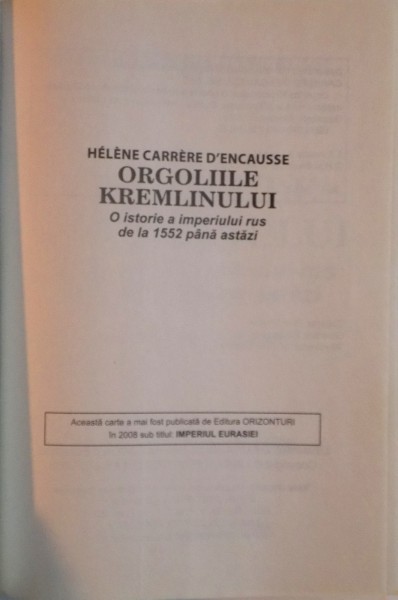 HÉLÈNE CARRÈRE D'ENCAUSSE
ORGOLIILE
KREMLINULUI
O istorie a imperiului rus
de la 1552 până astăzi
Această carte a mai fost publicată de Editura ORIZONTURI
în 2008 sub titlul: IMPERIUL EURASIEI